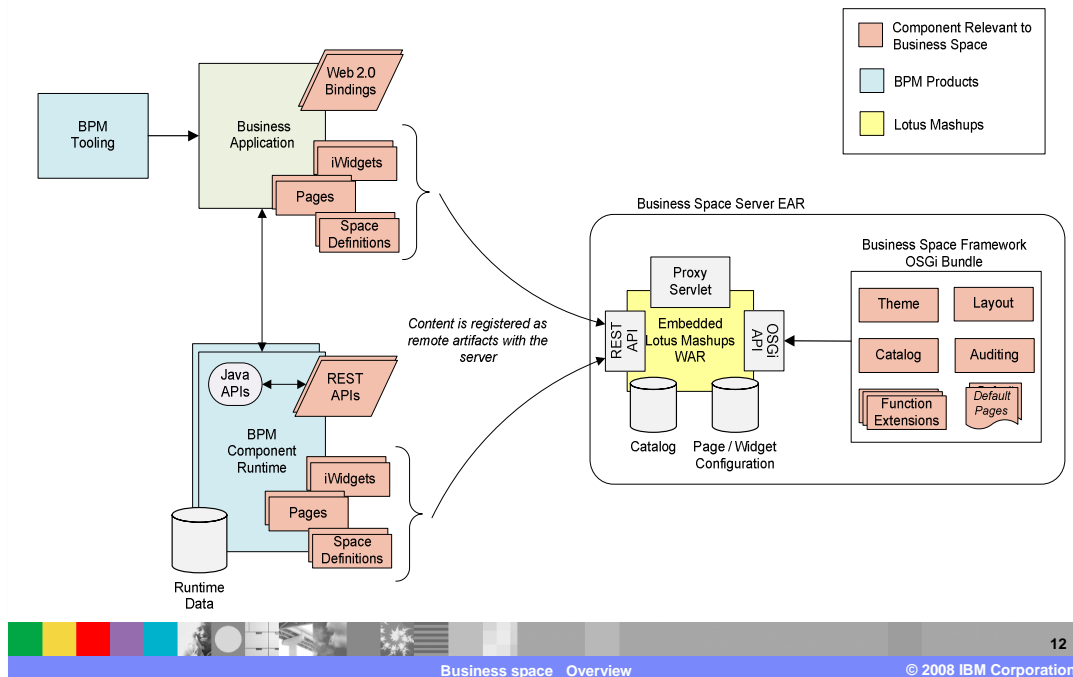 Component Relevant to
Business Space
BPM Products
Lotus Mashups
Web 2.0
Bindings
BPM
Tooling
Business
Application
iWidgets
Pages
Space
Definitions
Business Space Server EAR
Business Space Framework
OSGi Bundle
Proxy
Servlet
Theme
Layout
Content is registered as
remote artifacts with the
server
REST
API
Embedded
Lotus Mashups
WAR
OSGi
API
Catalog
Auditing
Java
APIs
REST
APIs
Function
Extensions
Default
Pages
BPM
Component
Runtime
Catalog
Page / Widget
Configuration
iWidgets
Pages
Space
Definitions
Runtime
Data
12
Business space Overview
© 2008 IBM Corporation